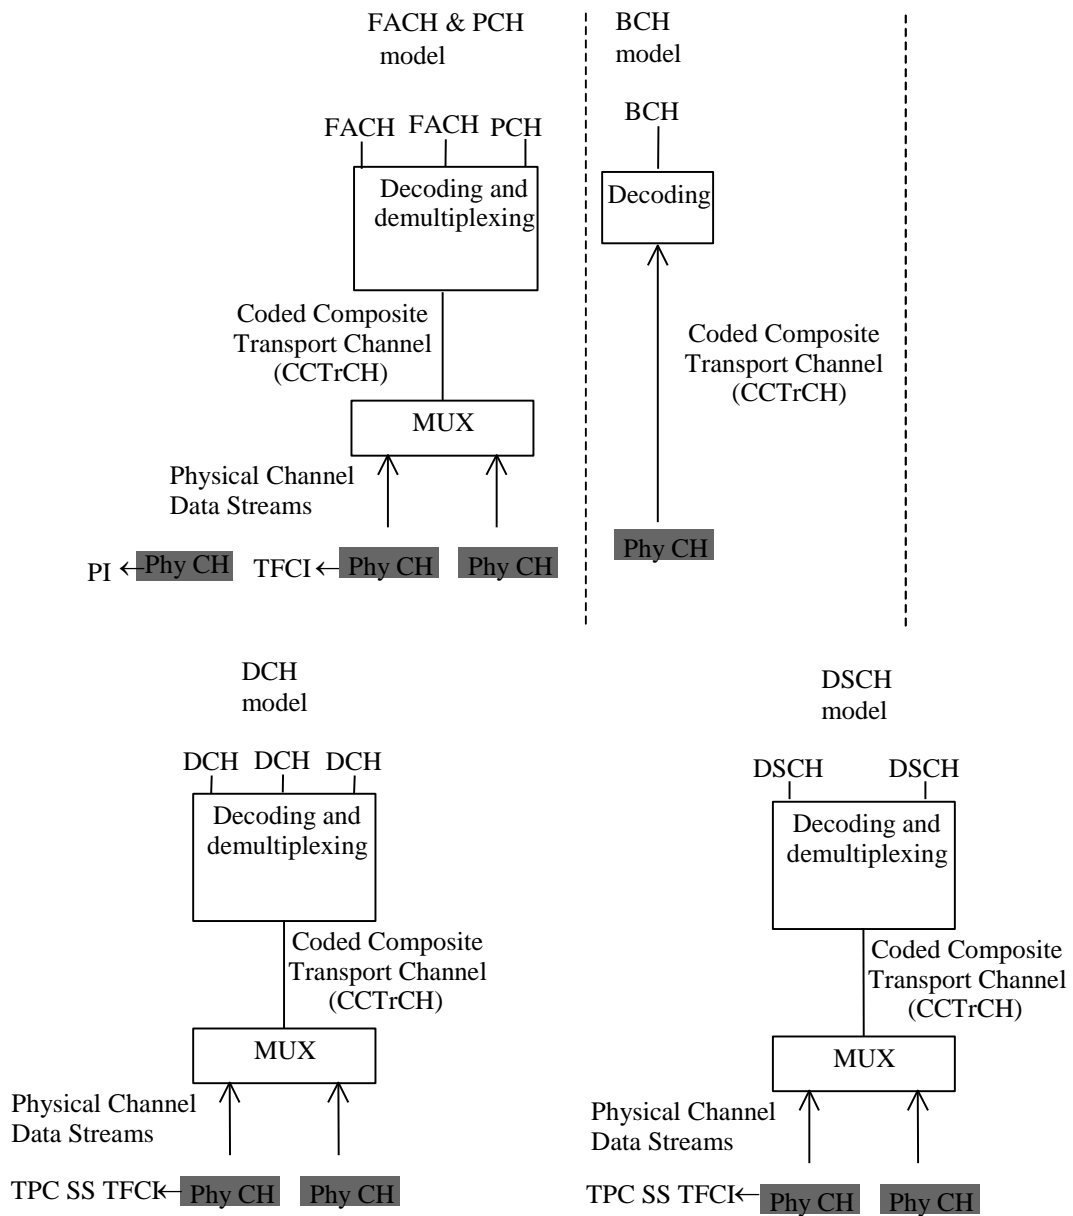 FACH & PCH
model
FACH FACH PCH
Decoding and
demultiplexing
Coded Composite
Transport Channel
(CCTrCH)
MUX
Physical Channel
Data Streams
PI Phy CH TFCI Phy CH Phy CH
BCH
model
BCH
Decoding
Coded Composite
Transport Channel
(CCTrCH)
Phy CH
DCH
model
DCH DCH DCH
Decoding and
demultiplexing
Coded Composite
Transport Channel
(CCTrCH)
MUX
Physical Channel
Data Streams
TPC SS TFCI Phy CH Phy CH
DSCH
model
DSCH DSCH
Decoding and
demultiplexing
Coded Composite
Transport Channel
(CCTrCH)
MUX
Physical Channel
Data Streams
TPC SS TFCI Phy CH Phy CH